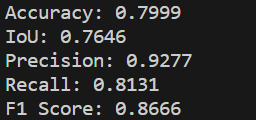 Accuracy: 0.7999
IoU: 0.7646
Precision: 0.9277
Recall: 0.8131
F1 Score: 0.8666